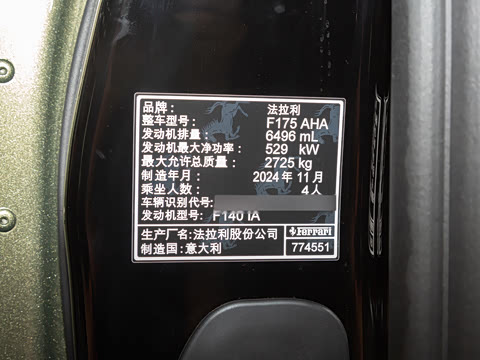 品牌： 法拉利
整车型号： F175 AHA
发动机排量： 6496 mL
发动机最大净功率： 529 kW
最大允许总质量： 2725 kg
制造年月： 2024 年 11 月
乘坐人数： 4人
车辆识别代号：
发动机型号： F140 IA
生产厂名：法拉利股份公司 Ferrari
制造国：意大利 774551